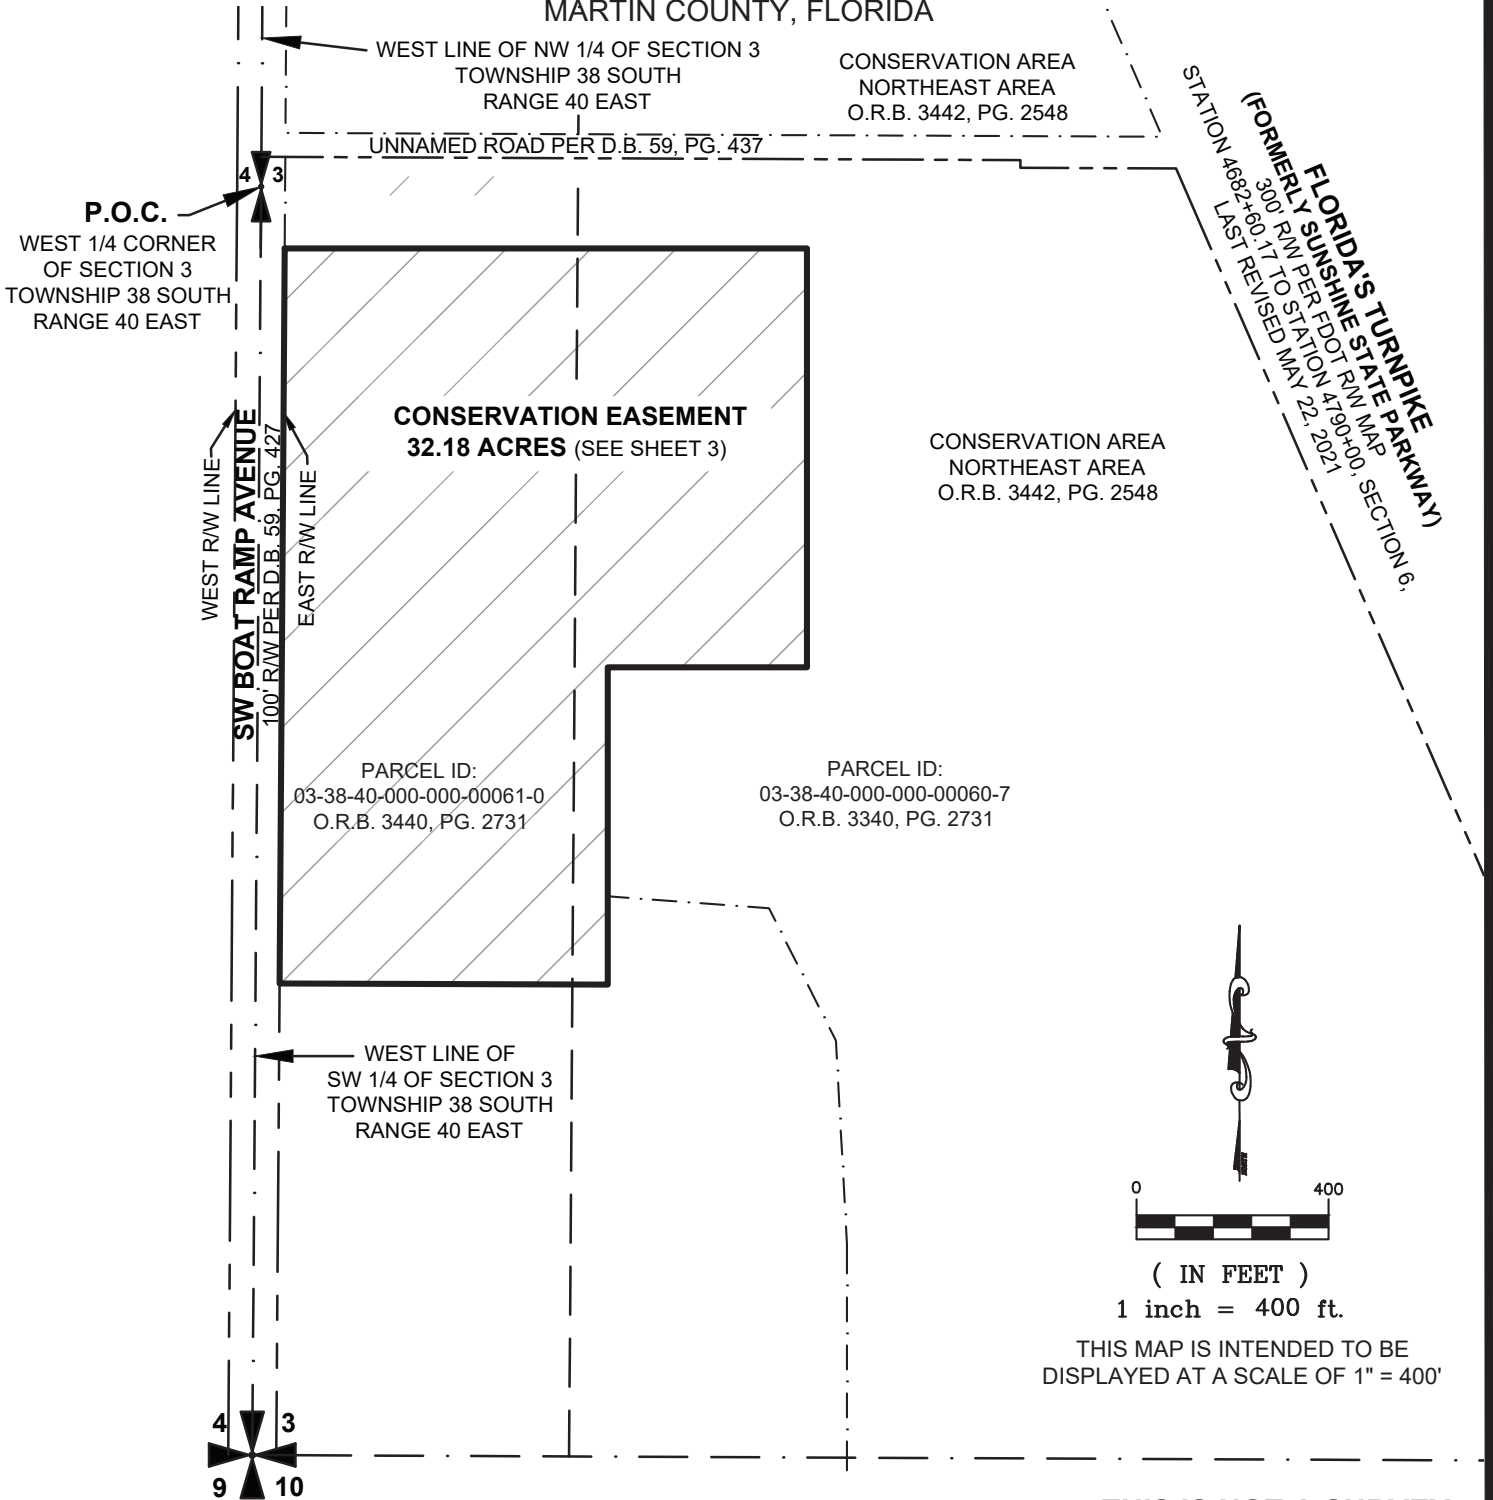 MARTIN COUNTY, FLORIDA
WEST LINE OF NW 1/4 OF SECTION 3
TOWNSHIP 38 SOUTH
RANGE 40 EAST
CONSERVATION AREA
NORTHEAST AREA
O.R.B. 3442, PG. 2548
UNNAMED ROAD PER D.B. 59, PG. 437
4 3
P.O.C.
WEST 1/4 CORNER
OF SECTION 3
TOWNSHIP 38 SOUTH
RANGE 40 EAST
FLORIDA'S TURNPIKE
(FORMERLY SUNSHINE STATE PARKWAY)
300' R/W PER FDOT R/W MAP
STATION 4682+60.17 TO STATION 4790+00, SECTION 6,
LAST REVISED MAY 22, 2021
WEST R/W LINE
SW BOAT RAMP AVENUE
100' R/W PER D.B. 59, PG. 427
EAST R/W LINE
CONSERVATION EASEMENT
32.18 ACRES (SEE SHEET 3)
CONSERVATION AREA
NORTHEAST AREA
O.R.B. 3442, PG. 2548
PARCEL ID:
03-38-40-000-000-00061-0
O.R.B. 3440, PG. 2731
PARCEL ID:
03-38-40-000-000-00060-7
O.R.B. 3340, PG. 2731
WEST LINE OF
SW 1/4 OF SECTION 3
TOWNSHIP 38 SOUTH
RANGE 40 EAST
0 400
( IN FEET )
1 inch = 400 ft.
THIS MAP IS INTENDED TO BE
DISPLAYED AT A SCALE OF 1" = 400'
4 3
9 10
THIS IS NOT A SURVEY